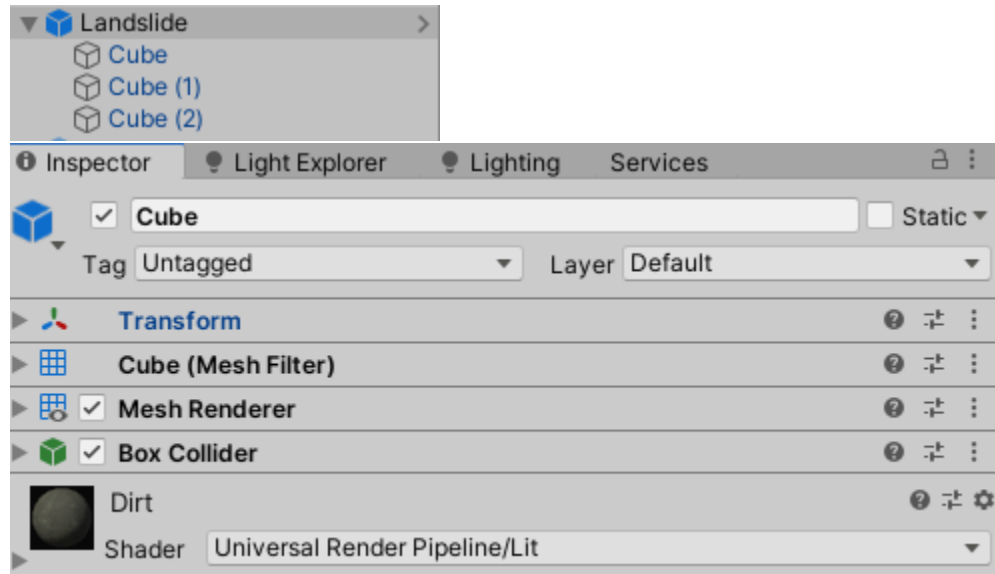 Landslide
Cube
Cube (1)
Cube (2)
Inspector Light Explorer Lighting Services
Cube Static
Tag Untagged Layer Default
Transform
Cube (Mesh Filter)
Mesh Renderer
Box Collider
Dirt
Shader Universal Render Pipeline/Lit